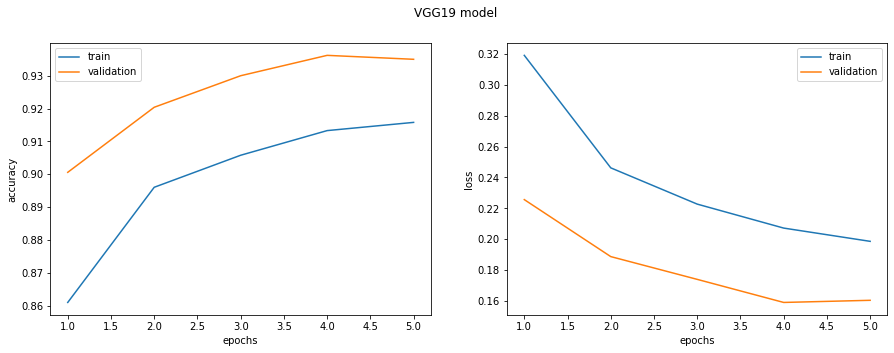 VGG19 model
train
validation
0.93
0.92
0.91
0.90
0.89
0.88
0.87
0.86
accuracy
1.0 1.5 2.0 2.5 3.0 3.5 4.0 4.5 5.0
epochs
train
validation
0.32
0.30
0.28
0.26
0.24
0.22
0.20
0.18
0.16
loss
1.0 1.5 2.0 2.5 3.0 3.5 4.0 4.5 5.0
epochs